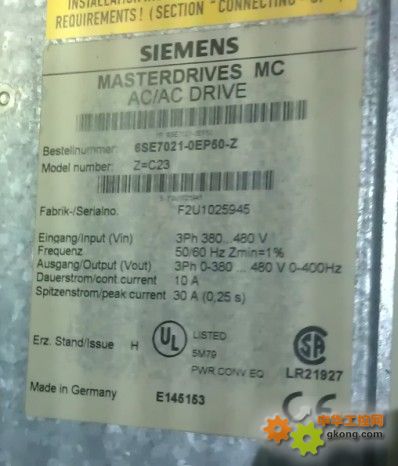 INSTALLATION
REQUIREMENTS! (SECTION "CONNECTING-UP")
SIEMENS
MASTERDRIVES MC
AC/AC DRIVE
Bestellnummer: 6SE7021-0EP50-Z
Model number: Z=C23
Fabrik-/Serialno. F2U1025945
Eingang/Input (Vin) 3Ph 380... 480 V
Frequenz 50/60 Hz Zmin=1%
Ausgang/Output (Vout) 3Ph 0-380 ... 480 V 0-400Hz
Dauerstrom/cont current 10 A
Spitzenstrom/peak current 30 A (0,25 s)
Erz. Stand/Issue H
UL
LISTED
5M79
PWR CONV EQ
SA
LR21927
Made in Germany E145153
CE
中华工控网
gkong.com